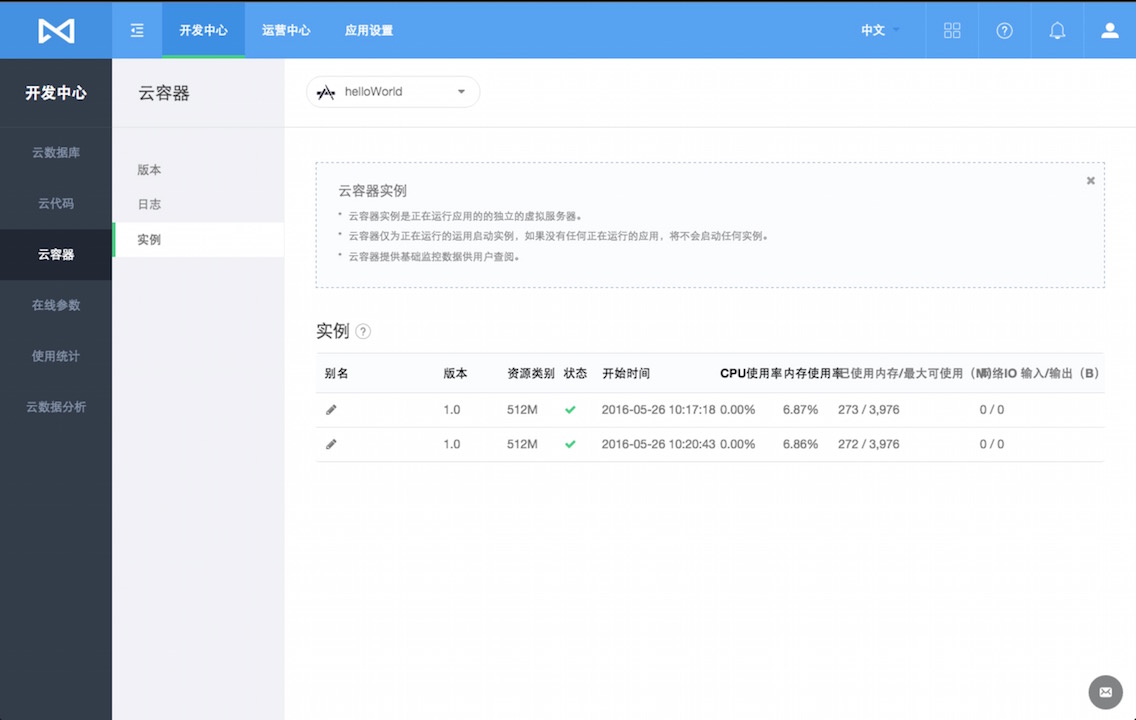 开发中心 运营中心 应用设置 中文
开发中心
云数据库
云代码
云容器
在线参数
使用统计
云数据分析
云容器
版本
日志
实例
helloWorld
云容器实例
* 云容器实例是正在运行应用的的独立的虚拟服务器。
* 云容器仅为正在运行的运用启动实例，如果没有任何正在运行的应用，将不会启动任何实例。
* 云容器提供基础监控数据供用户查阅。
实例 ?
别名 版本 资源类别 状态 开始时间 CPU使用率 内存使用率 已使用内存/最大可使用（M 网络IO 输入/输出（B）
1.0 512M 2016-05-26 10:17:18 0.00% 6.87% 273 / 3,976 0 / 0
1.0 512M 2016-05-26 10:20:43 0.00% 6.86% 272 / 3,976 0 / 0